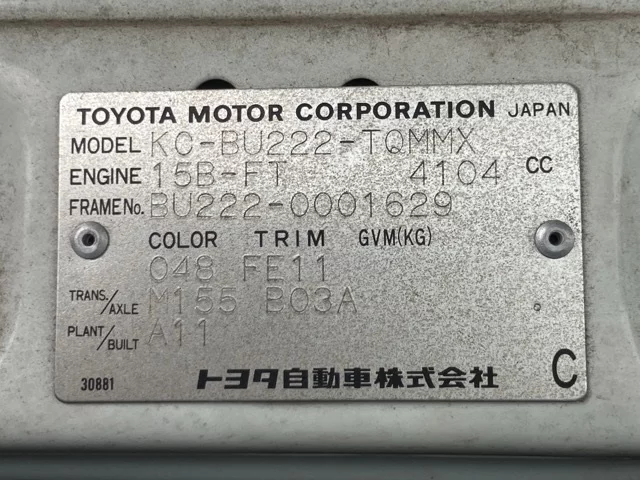 TOYOTA MOTOR CORPORATION JAPAN
MODEL KC-BU222-TQMMX
ENGINE 15B-FT 4104 CC
FRAME No. BU222-0001629
COLOR TRIM GVM(KG)
048 FE11
TRANS./AXLE M155 B03A
PLANT/BUILT A11
30881 トヨタ自動車株式会社 C